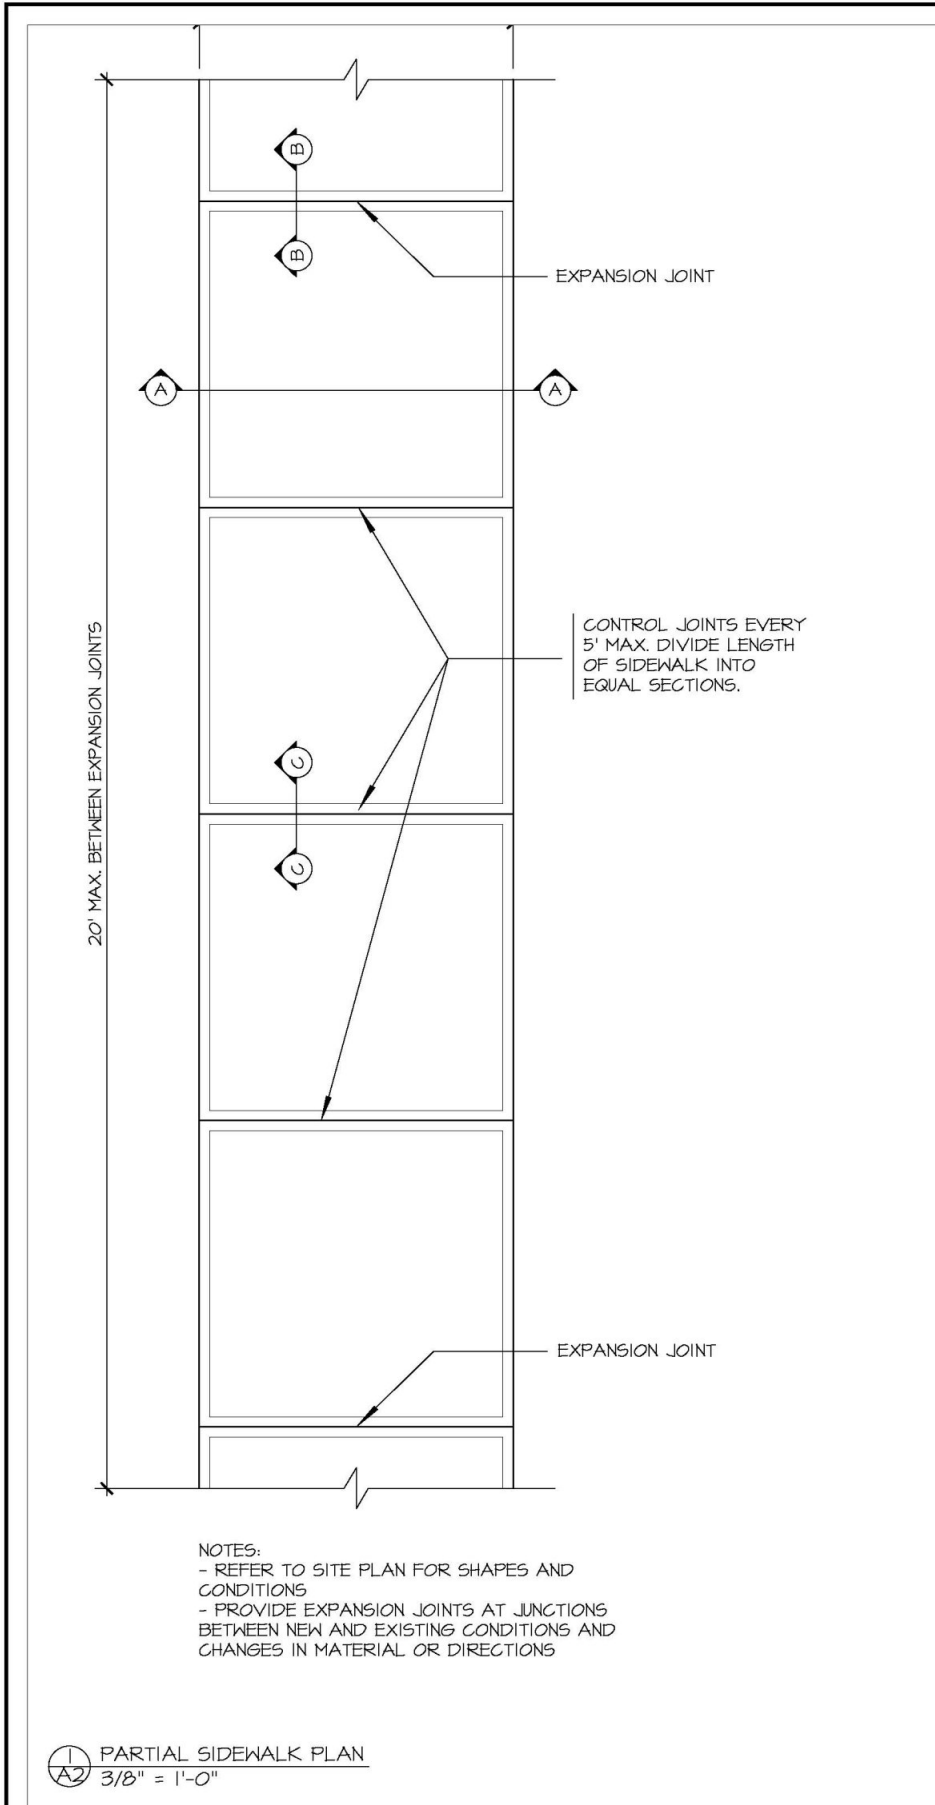 B
B
EXPANSION JOINT
A
A
CONTROL JOINTS EVERY
5' MAX. DIVIDE LENGTH
OF SIDEWALK INTO
EQUAL SECTIONS.
20' MAX. BETWEEN EXPANSION JOINTS
C
C
EXPANSION JOINT
NOTES:
- REFER TO SITE PLAN FOR SHAPES AND
CONDITIONS
- PROVIDE EXPANSION JOINTS AT JUNCTIONS
BETWEEN NEW AND EXISTING CONDITIONS AND
CHANGES IN MATERIAL OR DIRECTIONS
1
A2
PARTIAL SIDEWALK PLAN
3/8" = 1'-0"